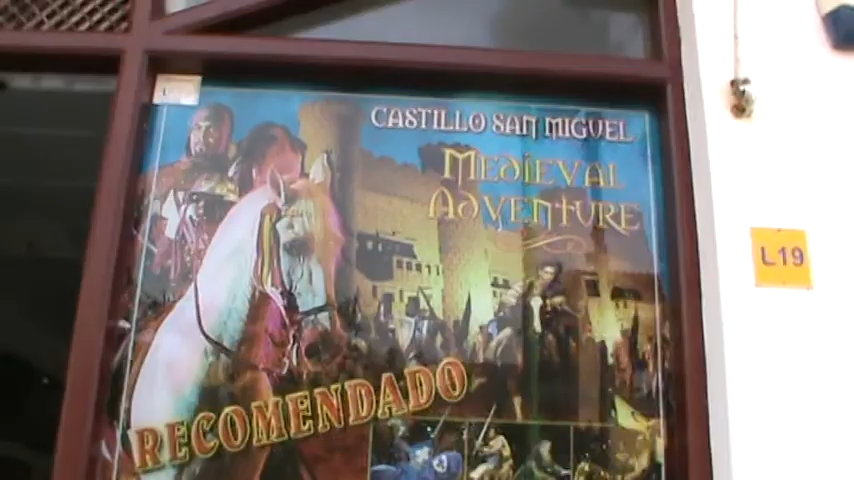 CASTILLO SAN MIGUEL
MEDIEVAL
ADVENTURE
L19
RECOMENDADO